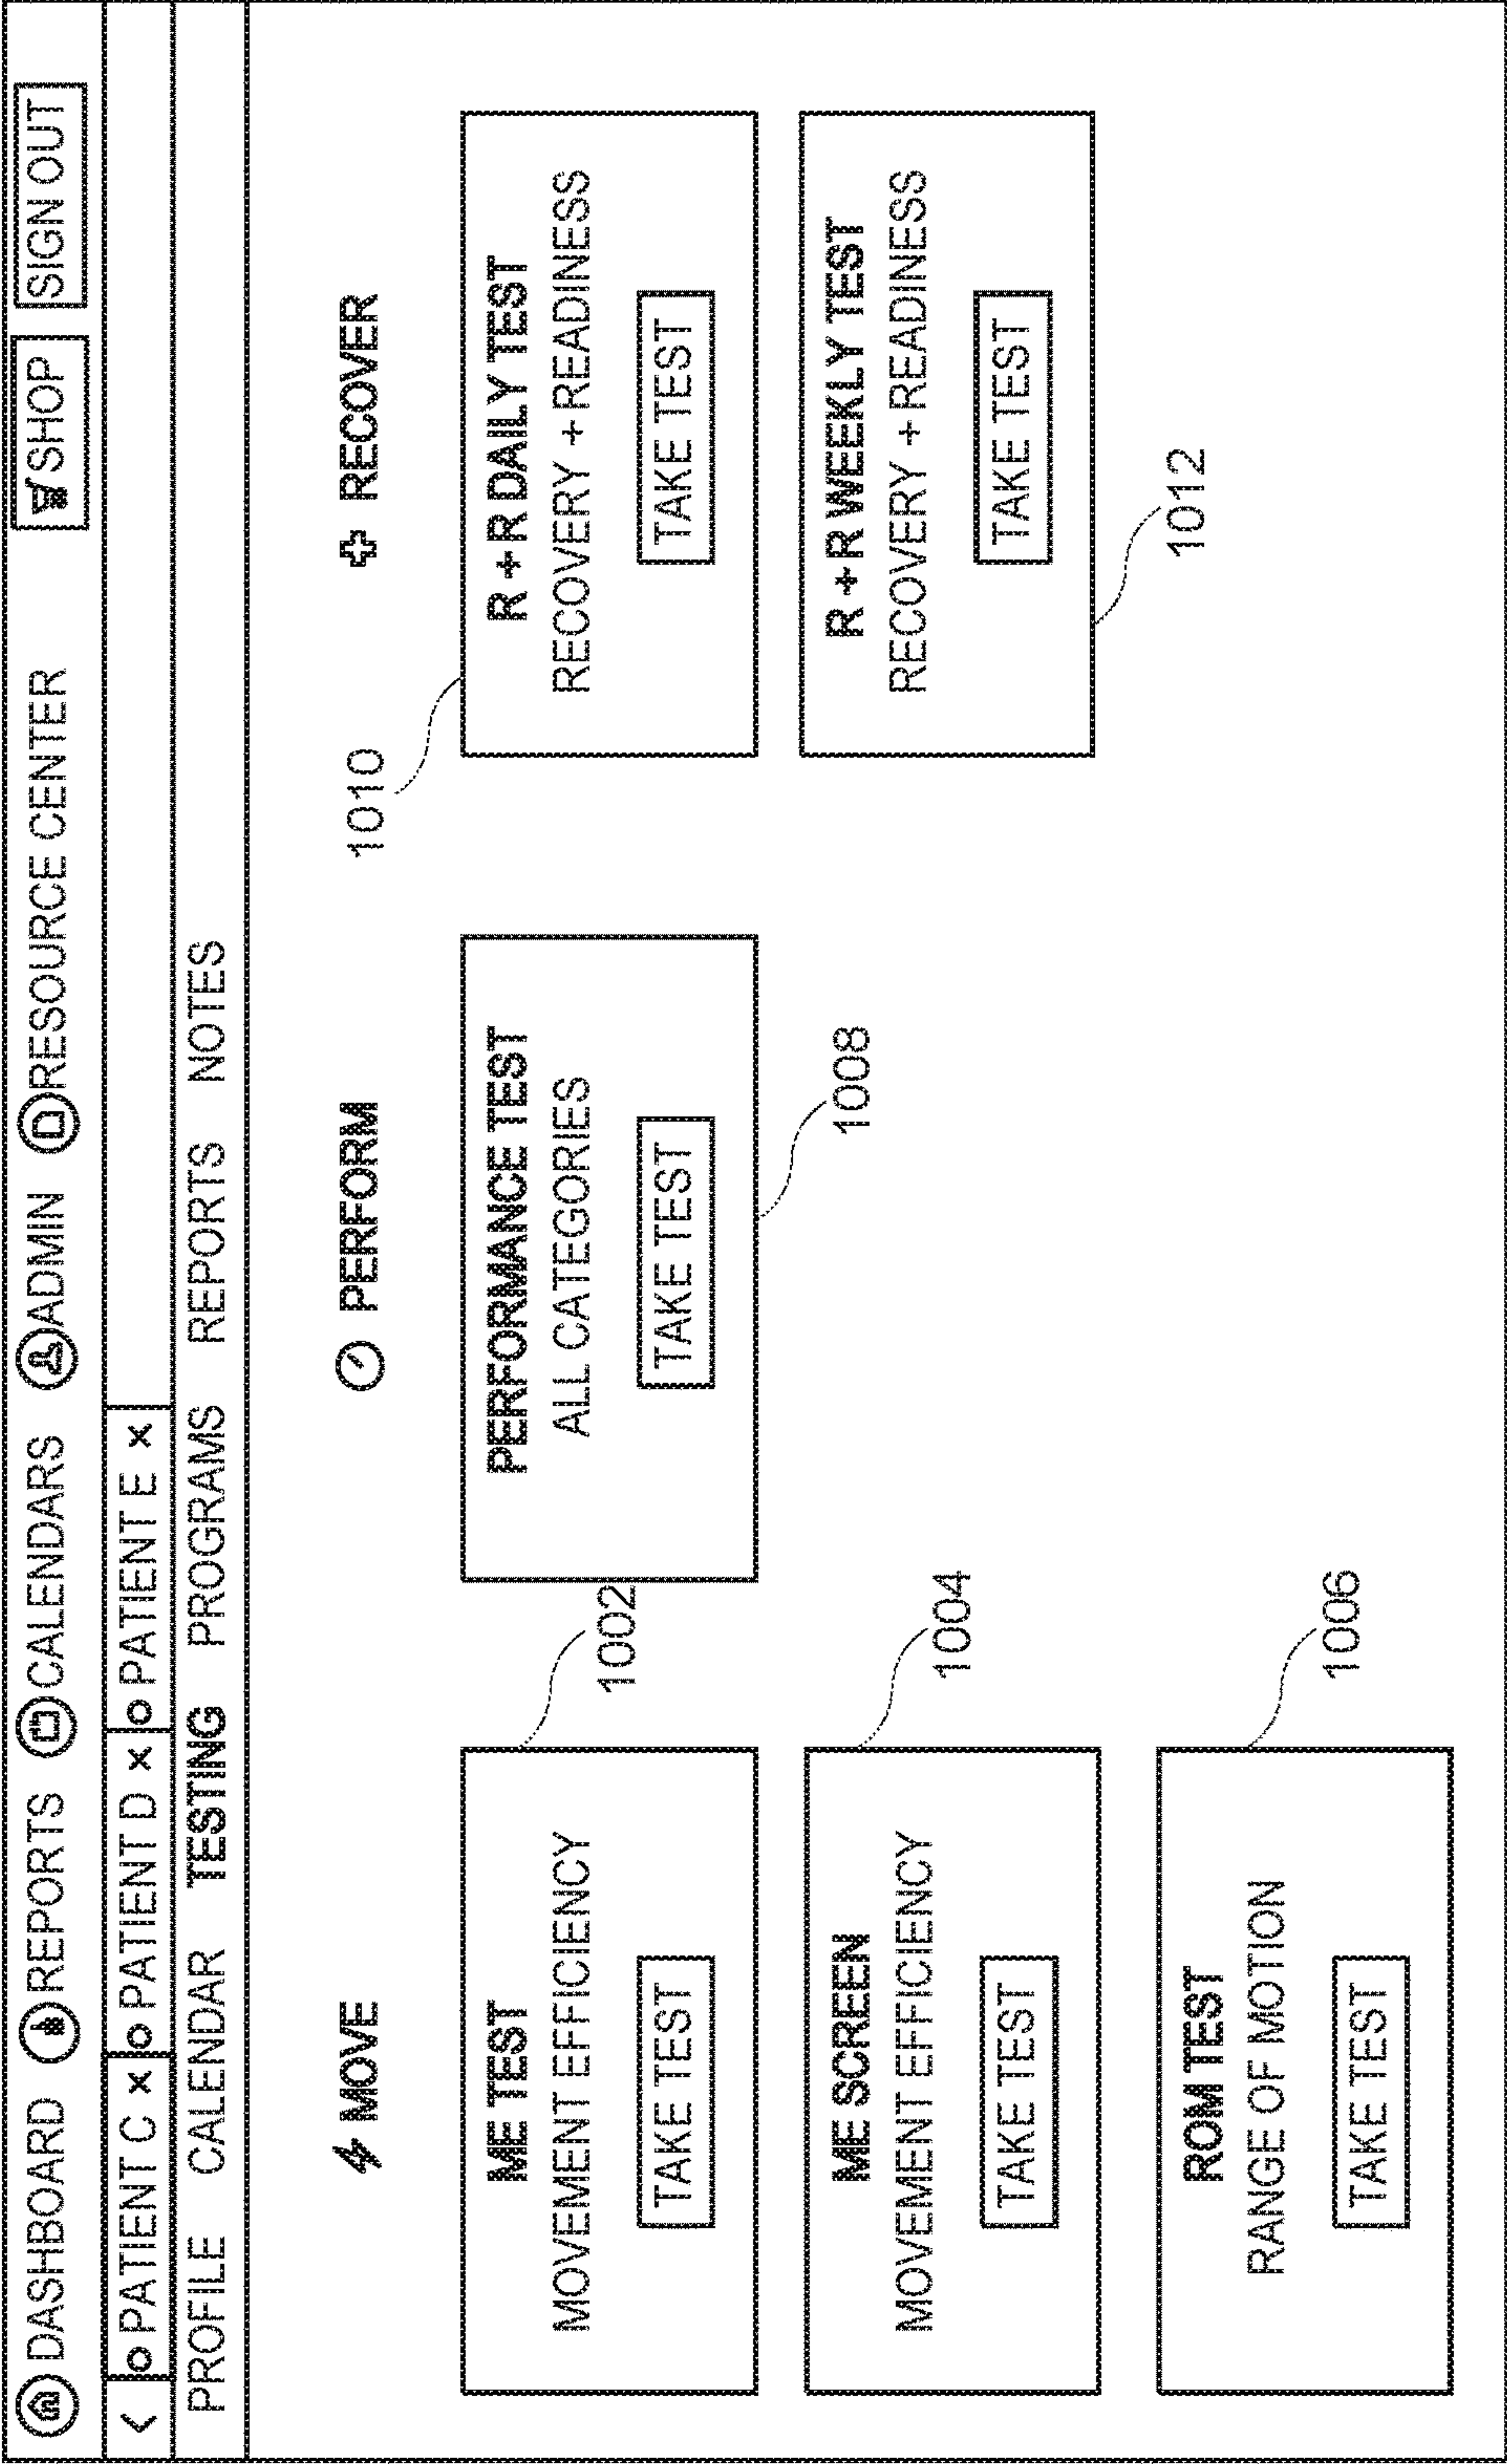 DASHBOARD REPORTS CALENDARS ADMIN RESOURCE CENTER SHOP SIGN OUT
< PATIENT C × PATIENT D × PATIENT E ×
PROFILE CALENDAR TESTING PROGRAMS REPORTS NOTES
MOVE
ME TEST
MOVEMENT EFFICIENCY
TAKE TEST
1002
ME SCREEN
MOVEMENT EFFICIENCY
TAKE TEST
1004
ROM TEST
RANGE OF MOTION
TAKE TEST
1006
PERFORM
PERFORMANCE TEST
ALL CATEGORIES
TAKE TEST
1008
RECOVER
1010
R + R DAILY TEST
RECOVERY + READINESS
TAKE TEST
R + R WEEKLY TEST
RECOVERY + READINESS
TAKE TEST
1012